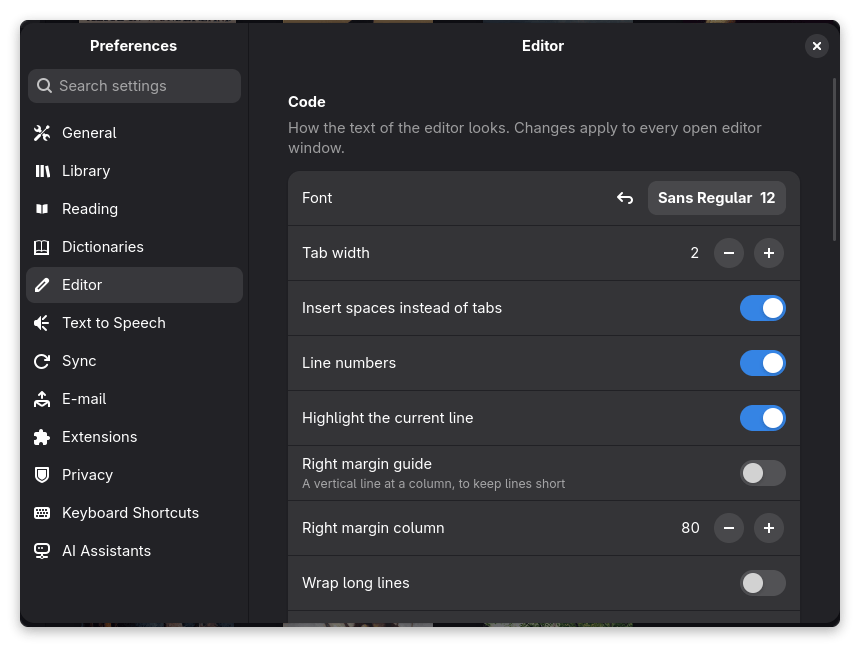 Preferences
Search settings
General
Library
Reading
Dictionaries
Editor
Text to Speech
Sync
E-mail
Extensions
Privacy
Keyboard Shortcuts
AI Assistants
Editor
Code
How the text of the editor looks. Changes apply to every open editor
window.
Font Sans Regular 12
Tab width 2
Insert spaces instead of tabs
Line numbers
Highlight the current line
Right margin guide
A vertical line at a column, to keep lines short
Right margin column 80
Wrap long lines